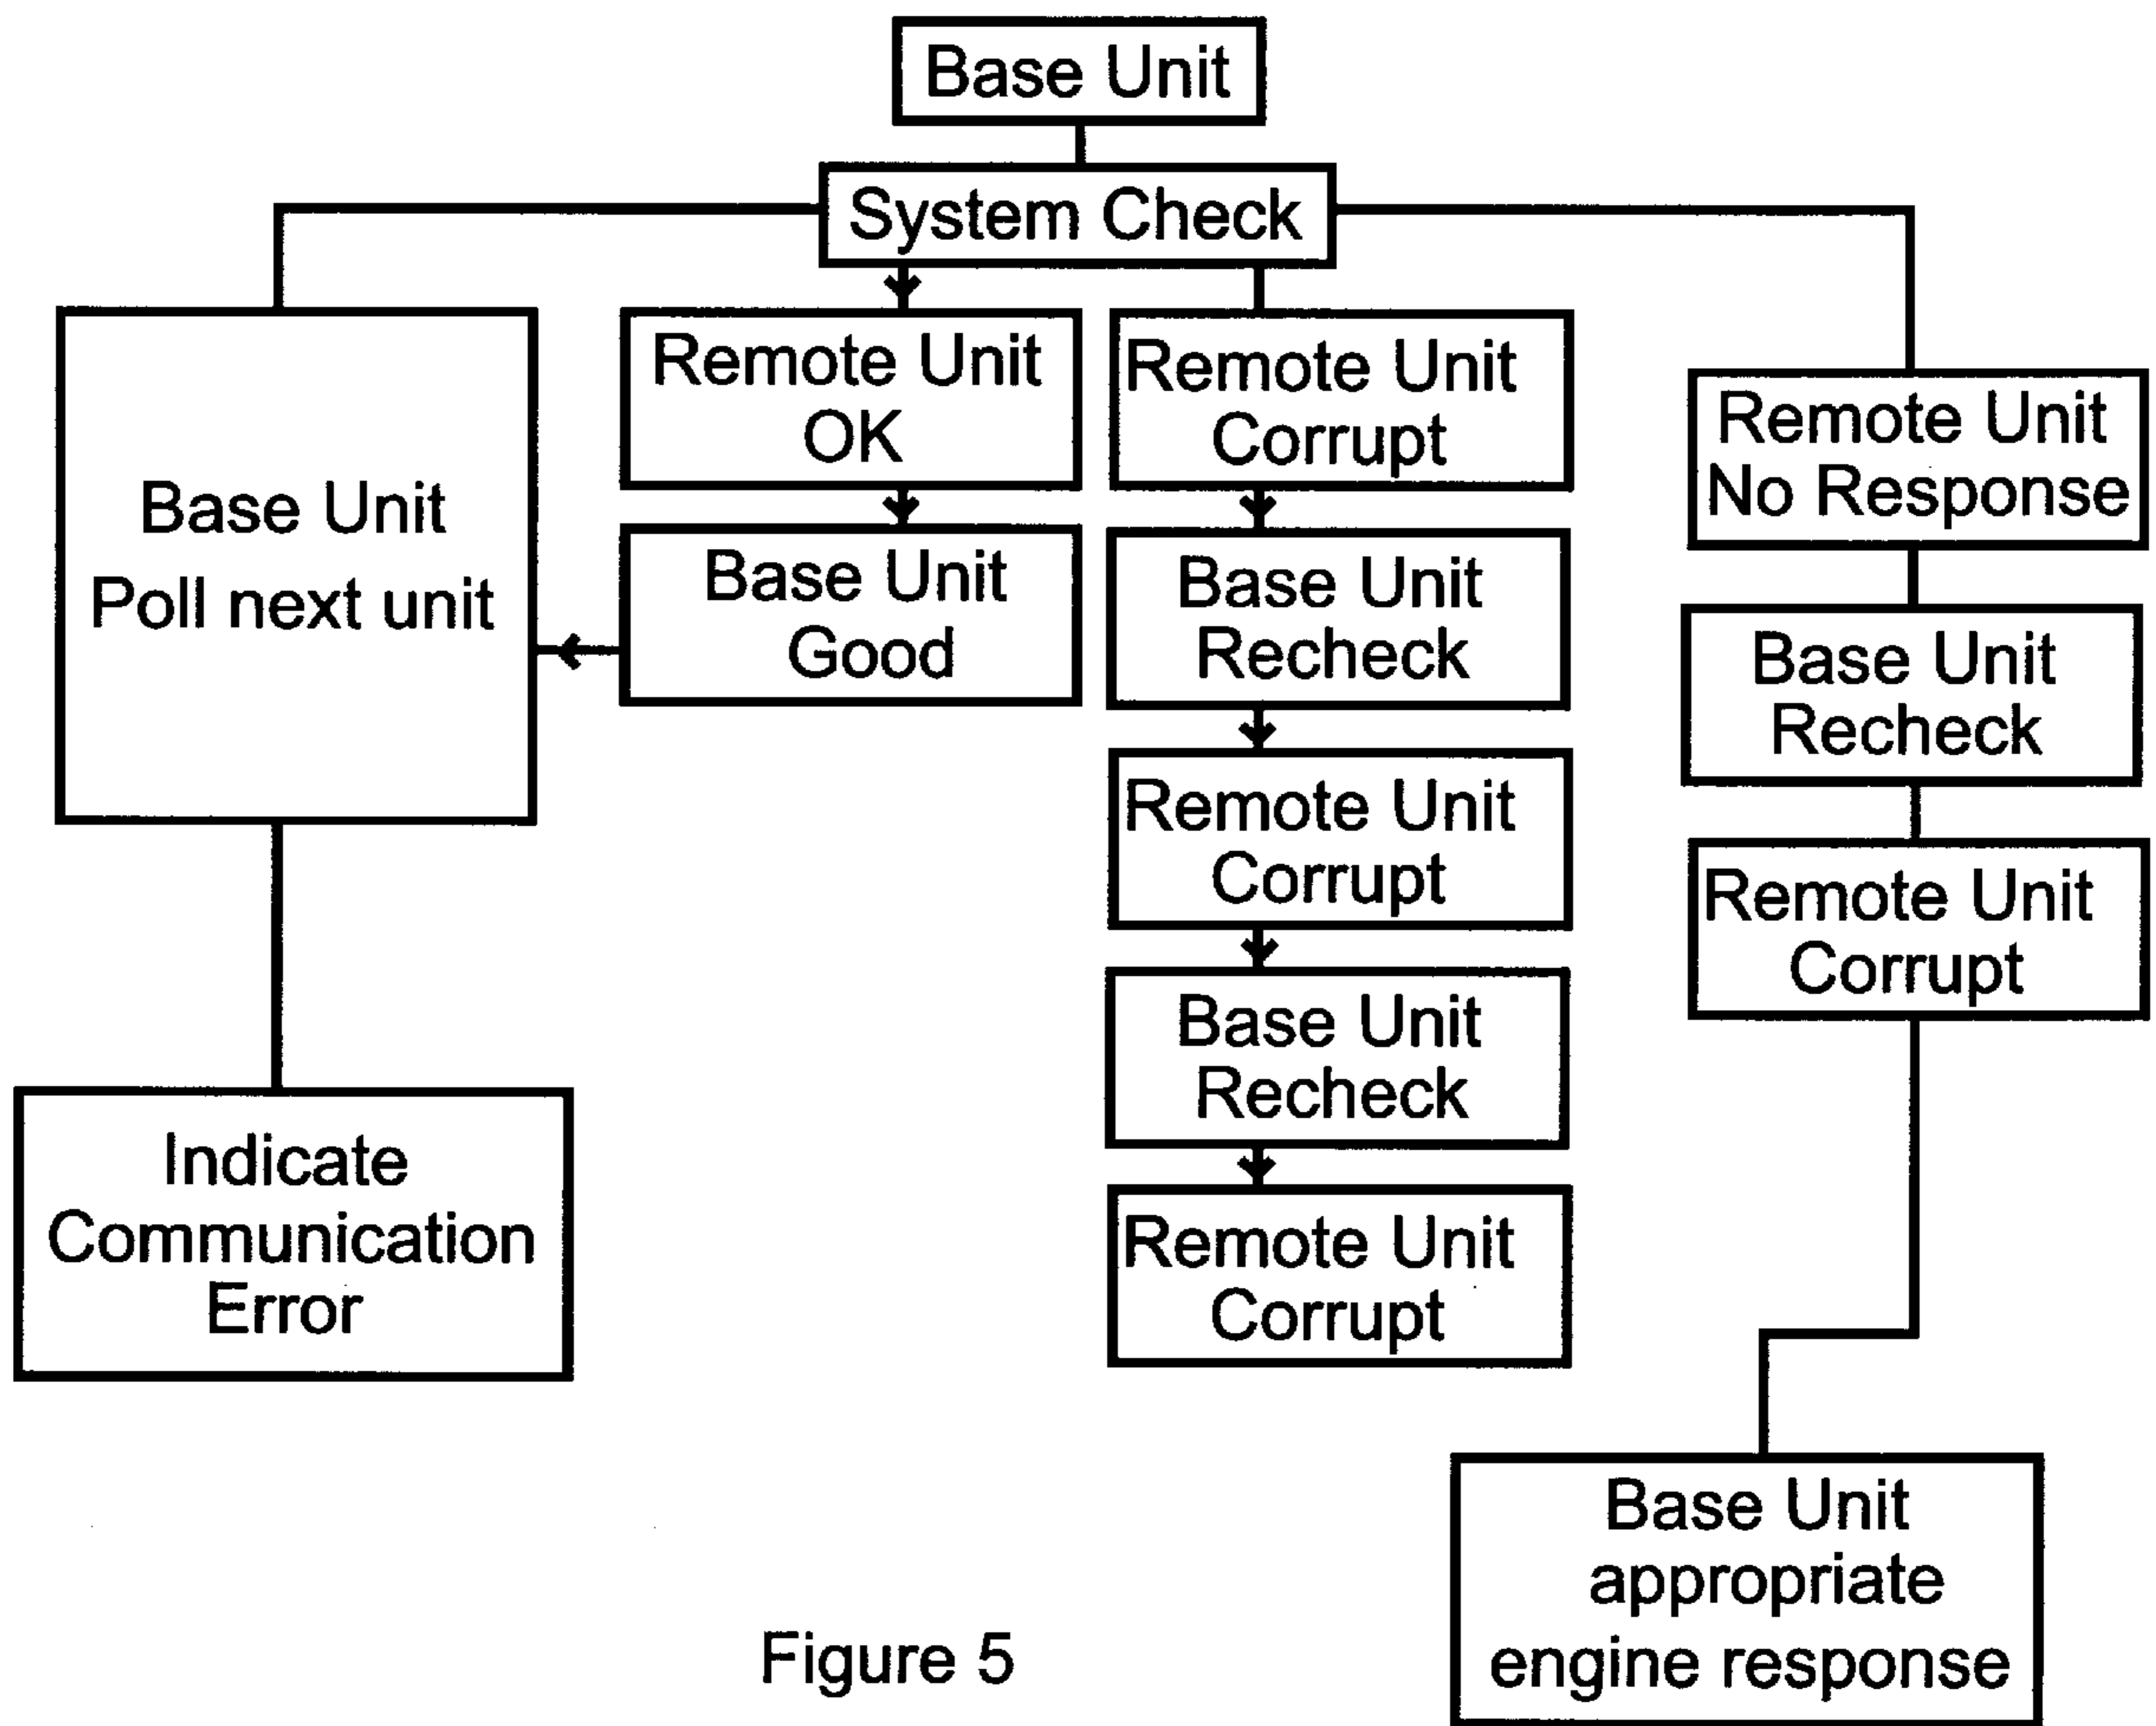 Base Unit
System Check
Base Unit
Poll next unit
Indicate
Communication
Error
Remote Unit
OK
Base Unit
Good
Remote Unit
Corrupt
Base Unit
Recheck
Remote Unit
Corrupt
Base Unit
Recheck
Remote Unit
Corrupt
Remote Unit
No Response
Base Unit
Recheck
Remote Unit
Corrupt
Base Unit
appropriate
engine response
Figure 5